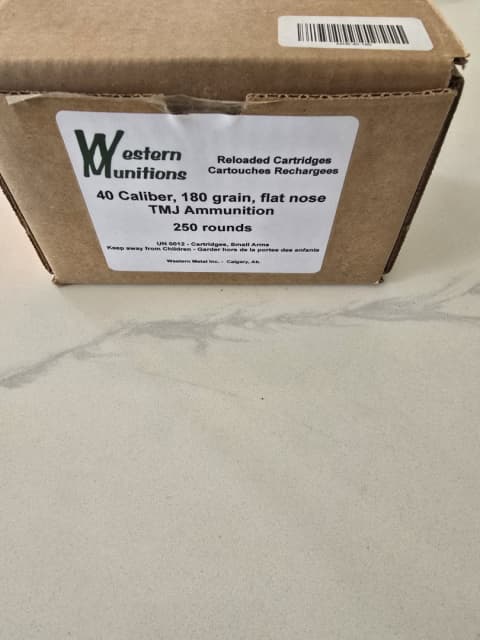 Western
Munitions
Reloaded Cartridges
Cartouches Rechargees
40 Caliber, 180 grain, flat nose
TMJ Ammunition
250 rounds
UN 0012 - Cartridges, Small Arms
Keep away from Children - Garder hors de la portee des enfants
Western Metal Inc. - Calgary, Ab.